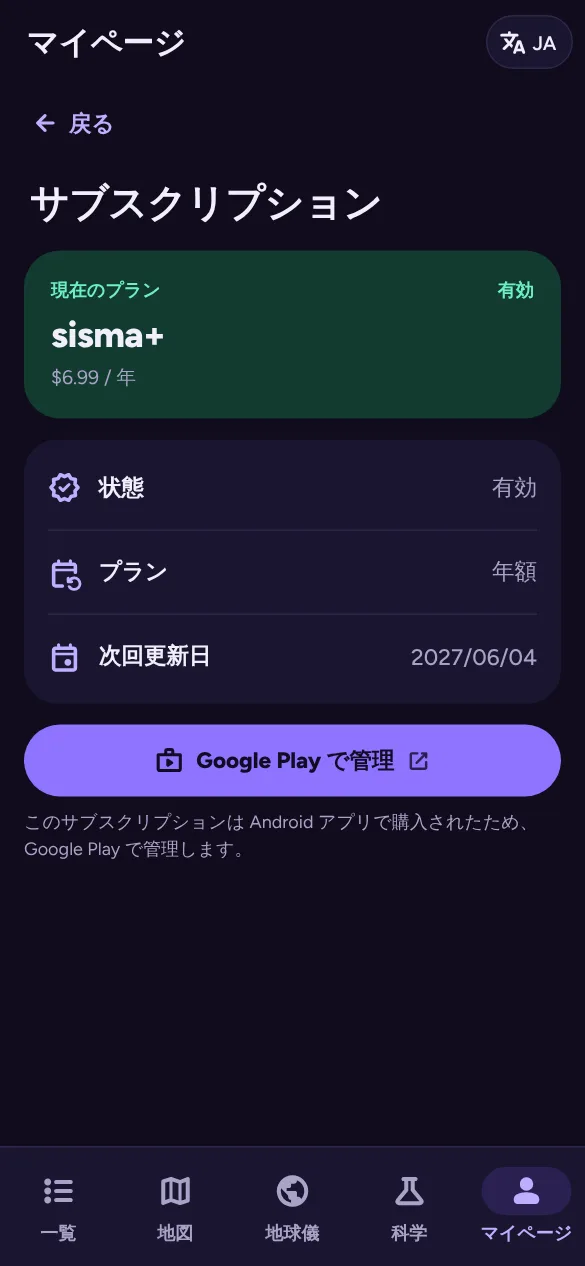 マイページ
JA
戻る
サブスクリプション
現在のプラン
有効
sisma+
$6.99 / 年
状態
有効
プラン
年額
次回更新日
2027/06/04
Google Play で管理
このサブスクリプションは Android アプリで購入されたため、
Google Play で管理します。
一覧
地図
地球儀
科学
マイページ